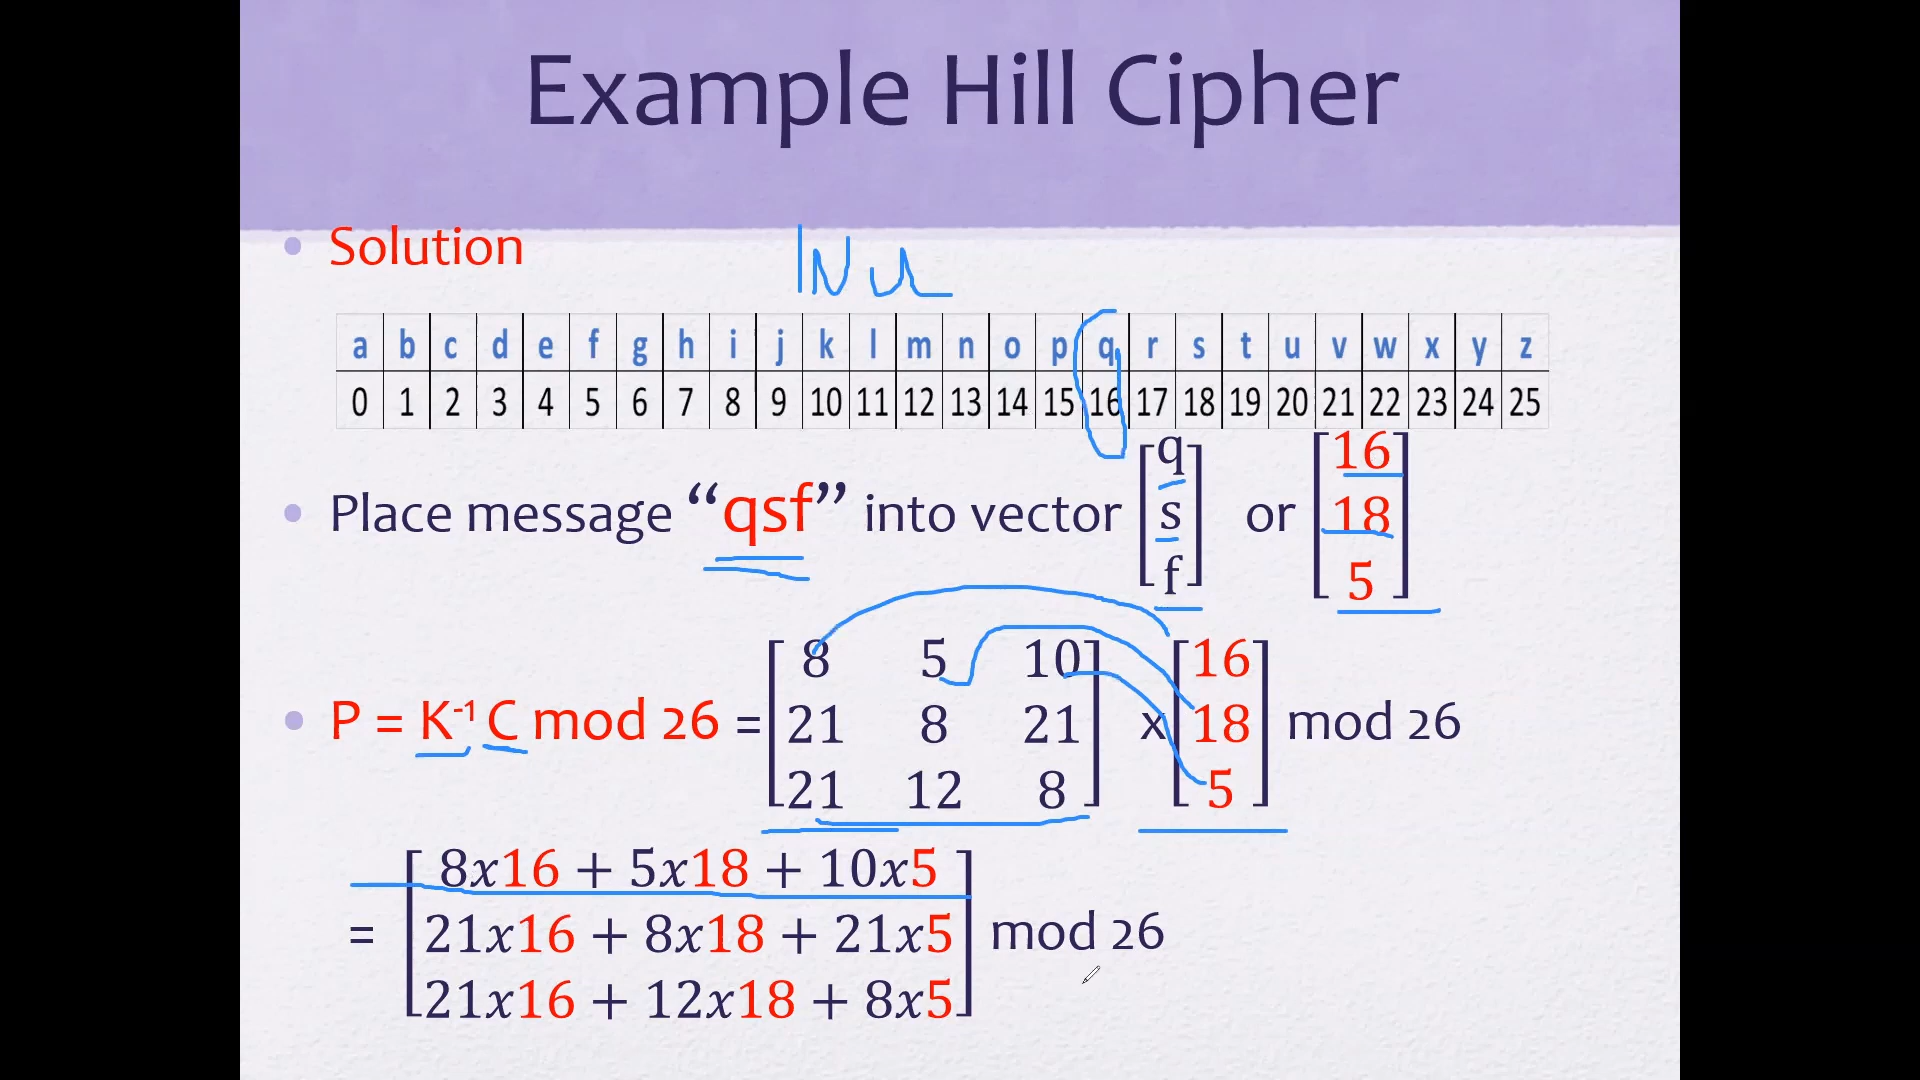 Example Hill Cipher
• Solution
a b c d e f g h i j k l m n o p q r s t u v w x y z
0 1 2 3 4 5 6 7 8 9 10 11 12 13 14 15 16 17 18 19 20 21 22 23 24 25
• Place message “qsf” into vector [q s f] or [16 18 5]
• P = K⁻¹ C mod 26 = [8 5 10
21 8 21
21 12 8] x [16 18 5] mod 26
= [8x16 + 5x18 + 10x5
21x16 + 8x18 + 21x5
21x16 + 12x18 + 8x5] mod 26